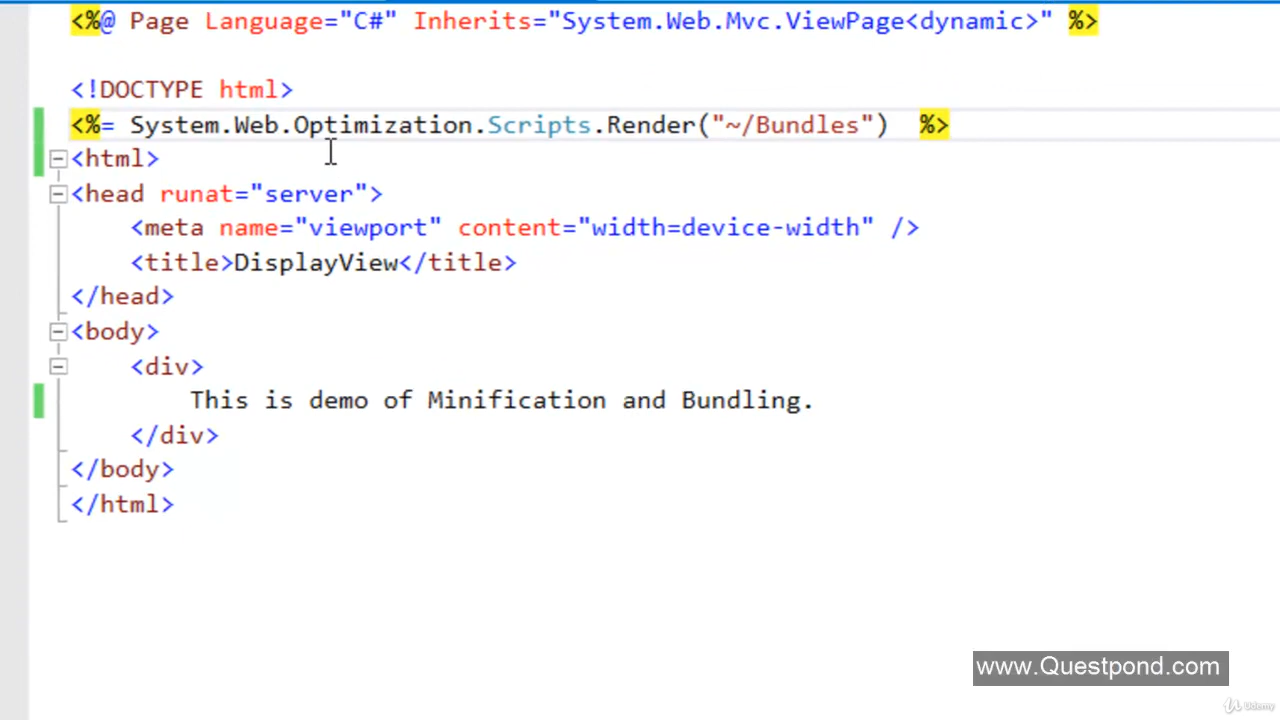 <%@ Page Language="C#" Inherits="System.Web.Mvc.ViewPage<dynamic>" %>
<!DOCTYPE html>
<%= System.Web.Optimization.Scripts.Render("~/Bundles")  %>
<html>
<head runat="server">
<meta name="viewport" content="width=device-width" />
<title>DisplayView</title>
</head>
<body>
<div>
This is demo of Minification and Bundling.
</div>
</body>
</html>
www.Questpond.com
Udemy